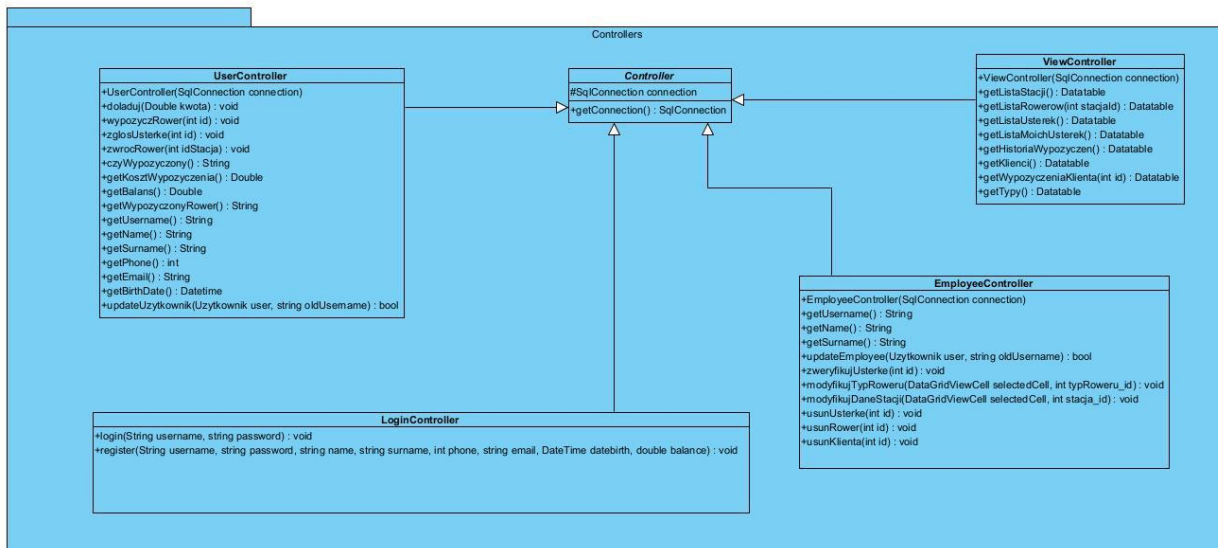 Controllers
UserController
+UserController(SqlConnection connection)
+doladuj(Double kwota) : void
+wypozyczRower(int id) : void
+zglosUsterke(int id) : void
+zwrocRower(int idStacja) : void
+czyWypozyczony() : String
+getKosztWypozyczenia() : Double
+getBalans() : Double
+getWypozyczonyRower() : String
+getUsername() : String
+getName() : String
+getSurname() : String
+getPhone() : int
+getEmail() : String
+getBirthDate() : Datetime
+updateUzytkownik(Uzytkownik user, string oldUsername) : bool
Controller
#SqlConnection connection
+getConnection() : SqlConnection
ViewController
+ViewController(SqlConnection connection)
+getListaStacji() : Datatable
+getListaRowerow(int stacjaId) : Datatable
+getListaUsterek() : Datatable
+getListaMoichUsterek() : Datatable
+getHistoriaWypozyczen() : Datatable
+getKlienci() : Datatable
+getWypozyczeniaKlienta(int id) : Datatable
+getTypy() : Datatable
EmployeeController
+EmployeeController(SqlConnection connection)
+getUsername() : String
+getName() : String
+getSurname() : String
+updateEmployee(Uzytkownik user, string oldUsername) : bool
+zweryfikujUsterke(int id) : void
+modyfikujTypRoweru(DataGridViewCell selectedCell, int typRoweru_id) : void
+modyfikujDaneStacji(DataGridViewCell selectedCell, int stacja_id) : void
+usunUsterke(int id) : void
+usunRower(int id) : void
+usunKlienta(int id) : void
LoginController
+login(String username, string password) : void
+register(String username, string password, string name, string surname, int phone, string email, DateTime datebirth, double balance) : void